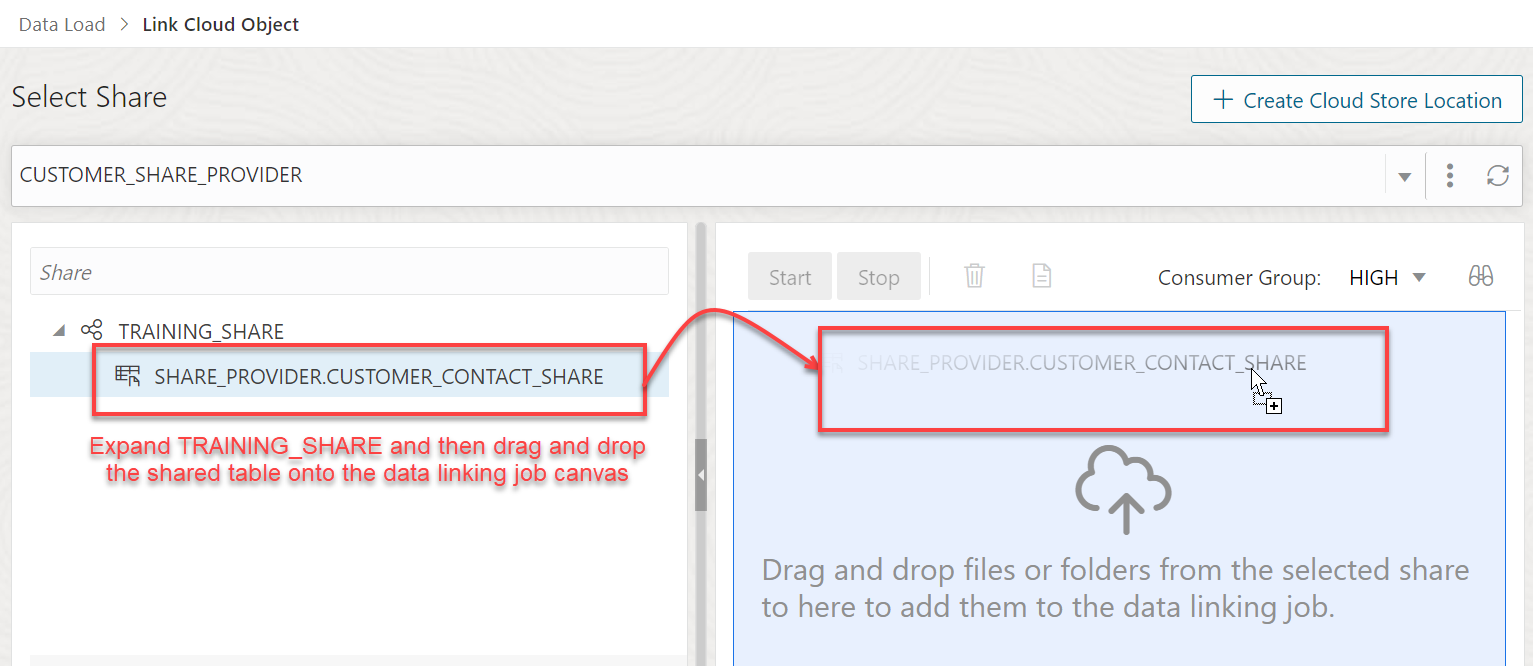 Data Load > Link Cloud Object
Select Share
+ Create Cloud Store Location
CUSTOMER_SHARE_PROVIDER
Share
TRAINING_SHARE
SHARE_PROVIDER.CUSTOMER_CONTACT_SHARE
Expand TRAINING_SHARE and then drag and drop
the shared table onto the data linking job canvas
Start Stop Consumer Group: HIGH
SHARE_PROVIDER.CUSTOMER_CONTACT_SHARE
Drag and drop files or folders from the selected share
to here to add them to the data linking job.